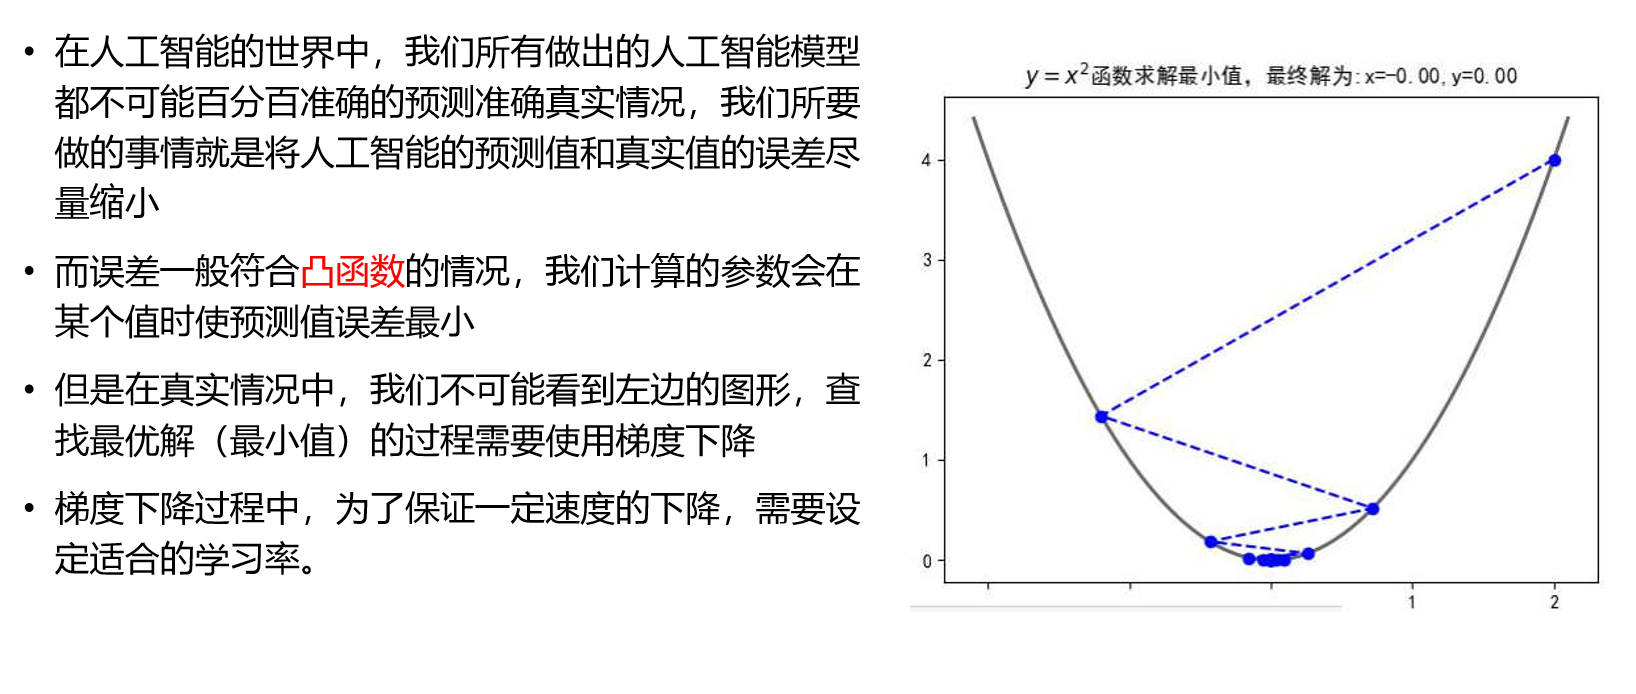 • 在人工智能的世界中，我们所有做出的人工智能模型
都不可能百分百准确的预测准确真实情况，我们所要
做的事情就是将人工智能的预测值和真实值的误差尽
量缩小
• 而误差一般符合凸函数的情况，我们计算的参数会在
某个值时使预测值误差最小
• 但是在真实情况中，我们不可能看到左边的图形，查
找最优解（最小值）的过程需要使用梯度下降
• 梯度下降过程中，为了保证一定速度的下降，需要设
定适合的学习率。
y = x²函数求解最小值，最终解为:x=-0.00,y=0.00
4
3
2
1
0
1 2